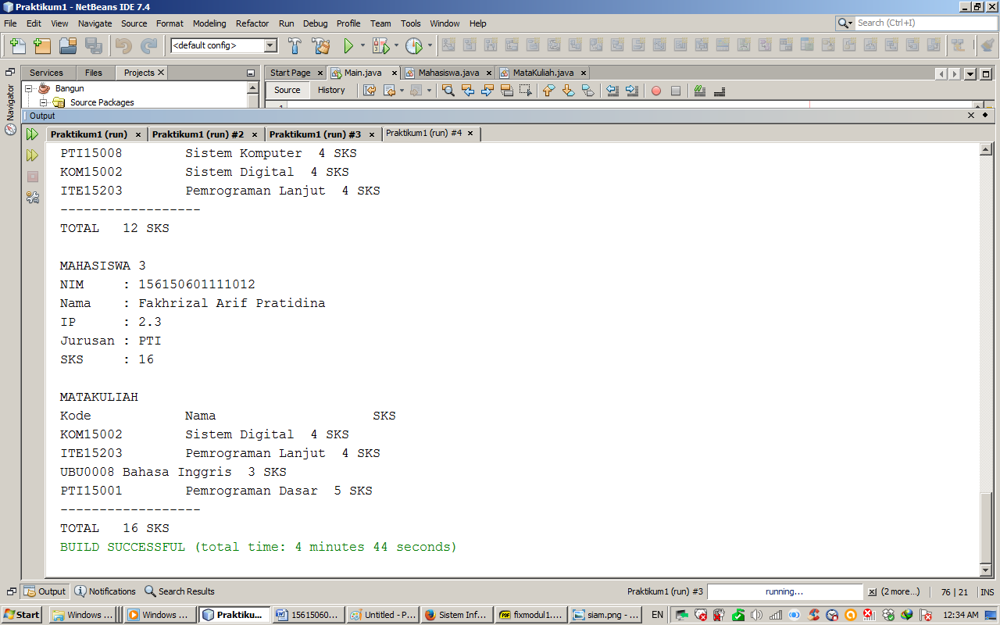 Praktikum1 - NetBeans IDE 7.4
File Edit View Navigate Source Format Modeling Refactor Run Debug Profile Team Tools Window Help
Search (Ctrl+I)
<default config>
Services Files Projects
Start Page Main.java Mahasiswa.java MataKuliah.java
Navigator
Bangun
Source Packages
Source History
1
Output
Praktikum1 (run) Praktikum1 (run) #2 Praktikum1 (run) #3 Praktikum1 (run) #4
PTI15008 Sistem Komputer 4 SKS
KOM15002 Sistem Digital 4 SKS
ITE15203 Pemrograman Lanjut 4 SKS
------------------
TOTAL 12 SKS
MAHASISWA 3
NIM : 156150601111012
Nama : Fakhrizal Arif Pratidina
IP : 2.3
Jurusan : PTI
SKS : 16
MATAKULIAH
Kode Nama SKS
KOM15002 Sistem Digital 4 SKS
ITE15203 Pemrograman Lanjut 4 SKS
UBU0008 Bahasa Inggris 3 SKS
PTI15001 Pemrograman Dasar 5 SKS
------------------
TOTAL 16 SKS
BUILD SUCCESSFUL (total time: 4 minutes 44 seconds)
Output Notifications Search Results
Praktikum1 (run) #3 running... (2 more...) 76 | 21 INS
Start Windows ... Windows ... Praktiku... 15615060... Untitled - P... Sistem Inf... fixmodul1.... siam.png - ... EN 12:34 AM